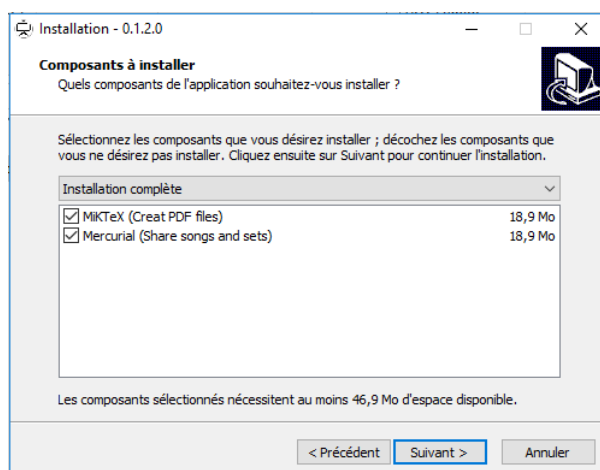 Installation - 0.1.2.0
Composants à installer
Quels composants de l'application souhaitez-vous installer ?
Sélectionnez les composants que vous désirez installer ; décochez les composants que
vous ne désirez pas installer. Cliquez ensuite sur Suivant pour continuer l'installation.
Installation complète
MiKTeX (Creat PDF files) 18,9 Mo
Mercurial (Share songs and sets) 18,9 Mo
Les composants sélectionnés nécessitent au moins 46,9 Mo d'espace disponible.
< Précédent Suivant > Annuler